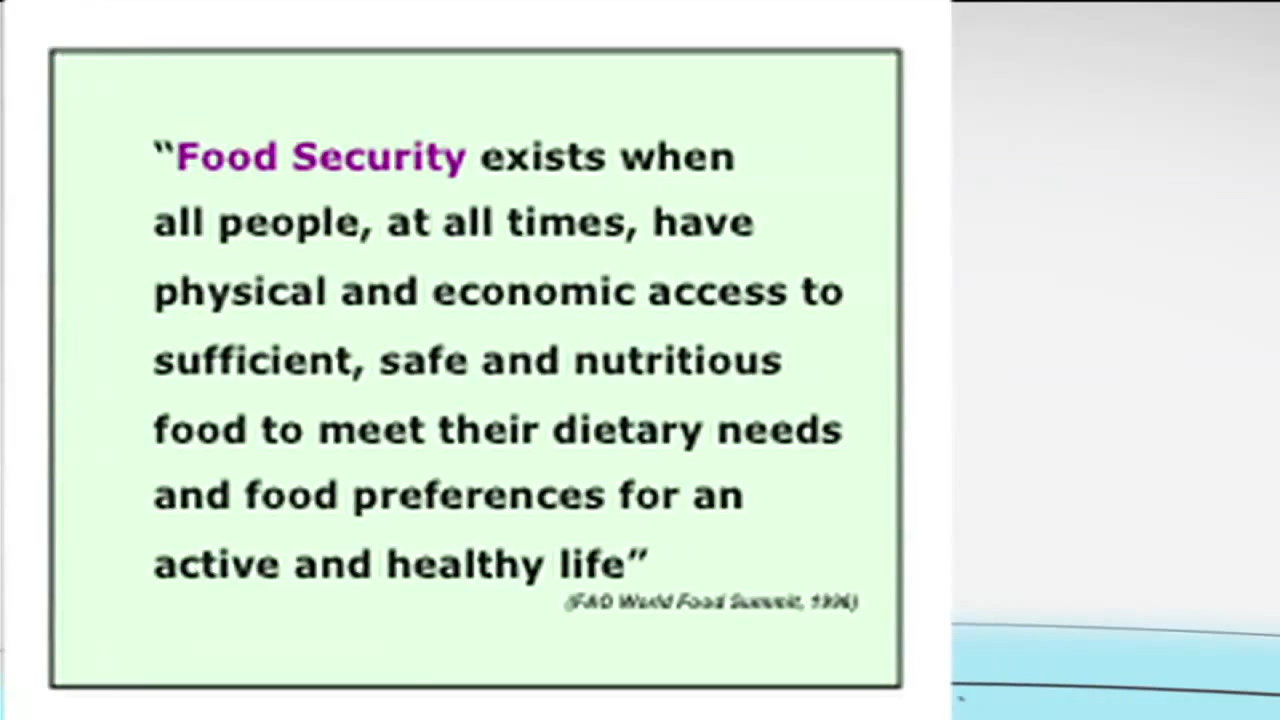 “Food Security exists when
all people, at all times, have
physical and economic access to
sufficient, safe and nutritious
food to meet their dietary needs
and food preferences for an
active and healthy life”
(FAO World Food Summit, 1996)